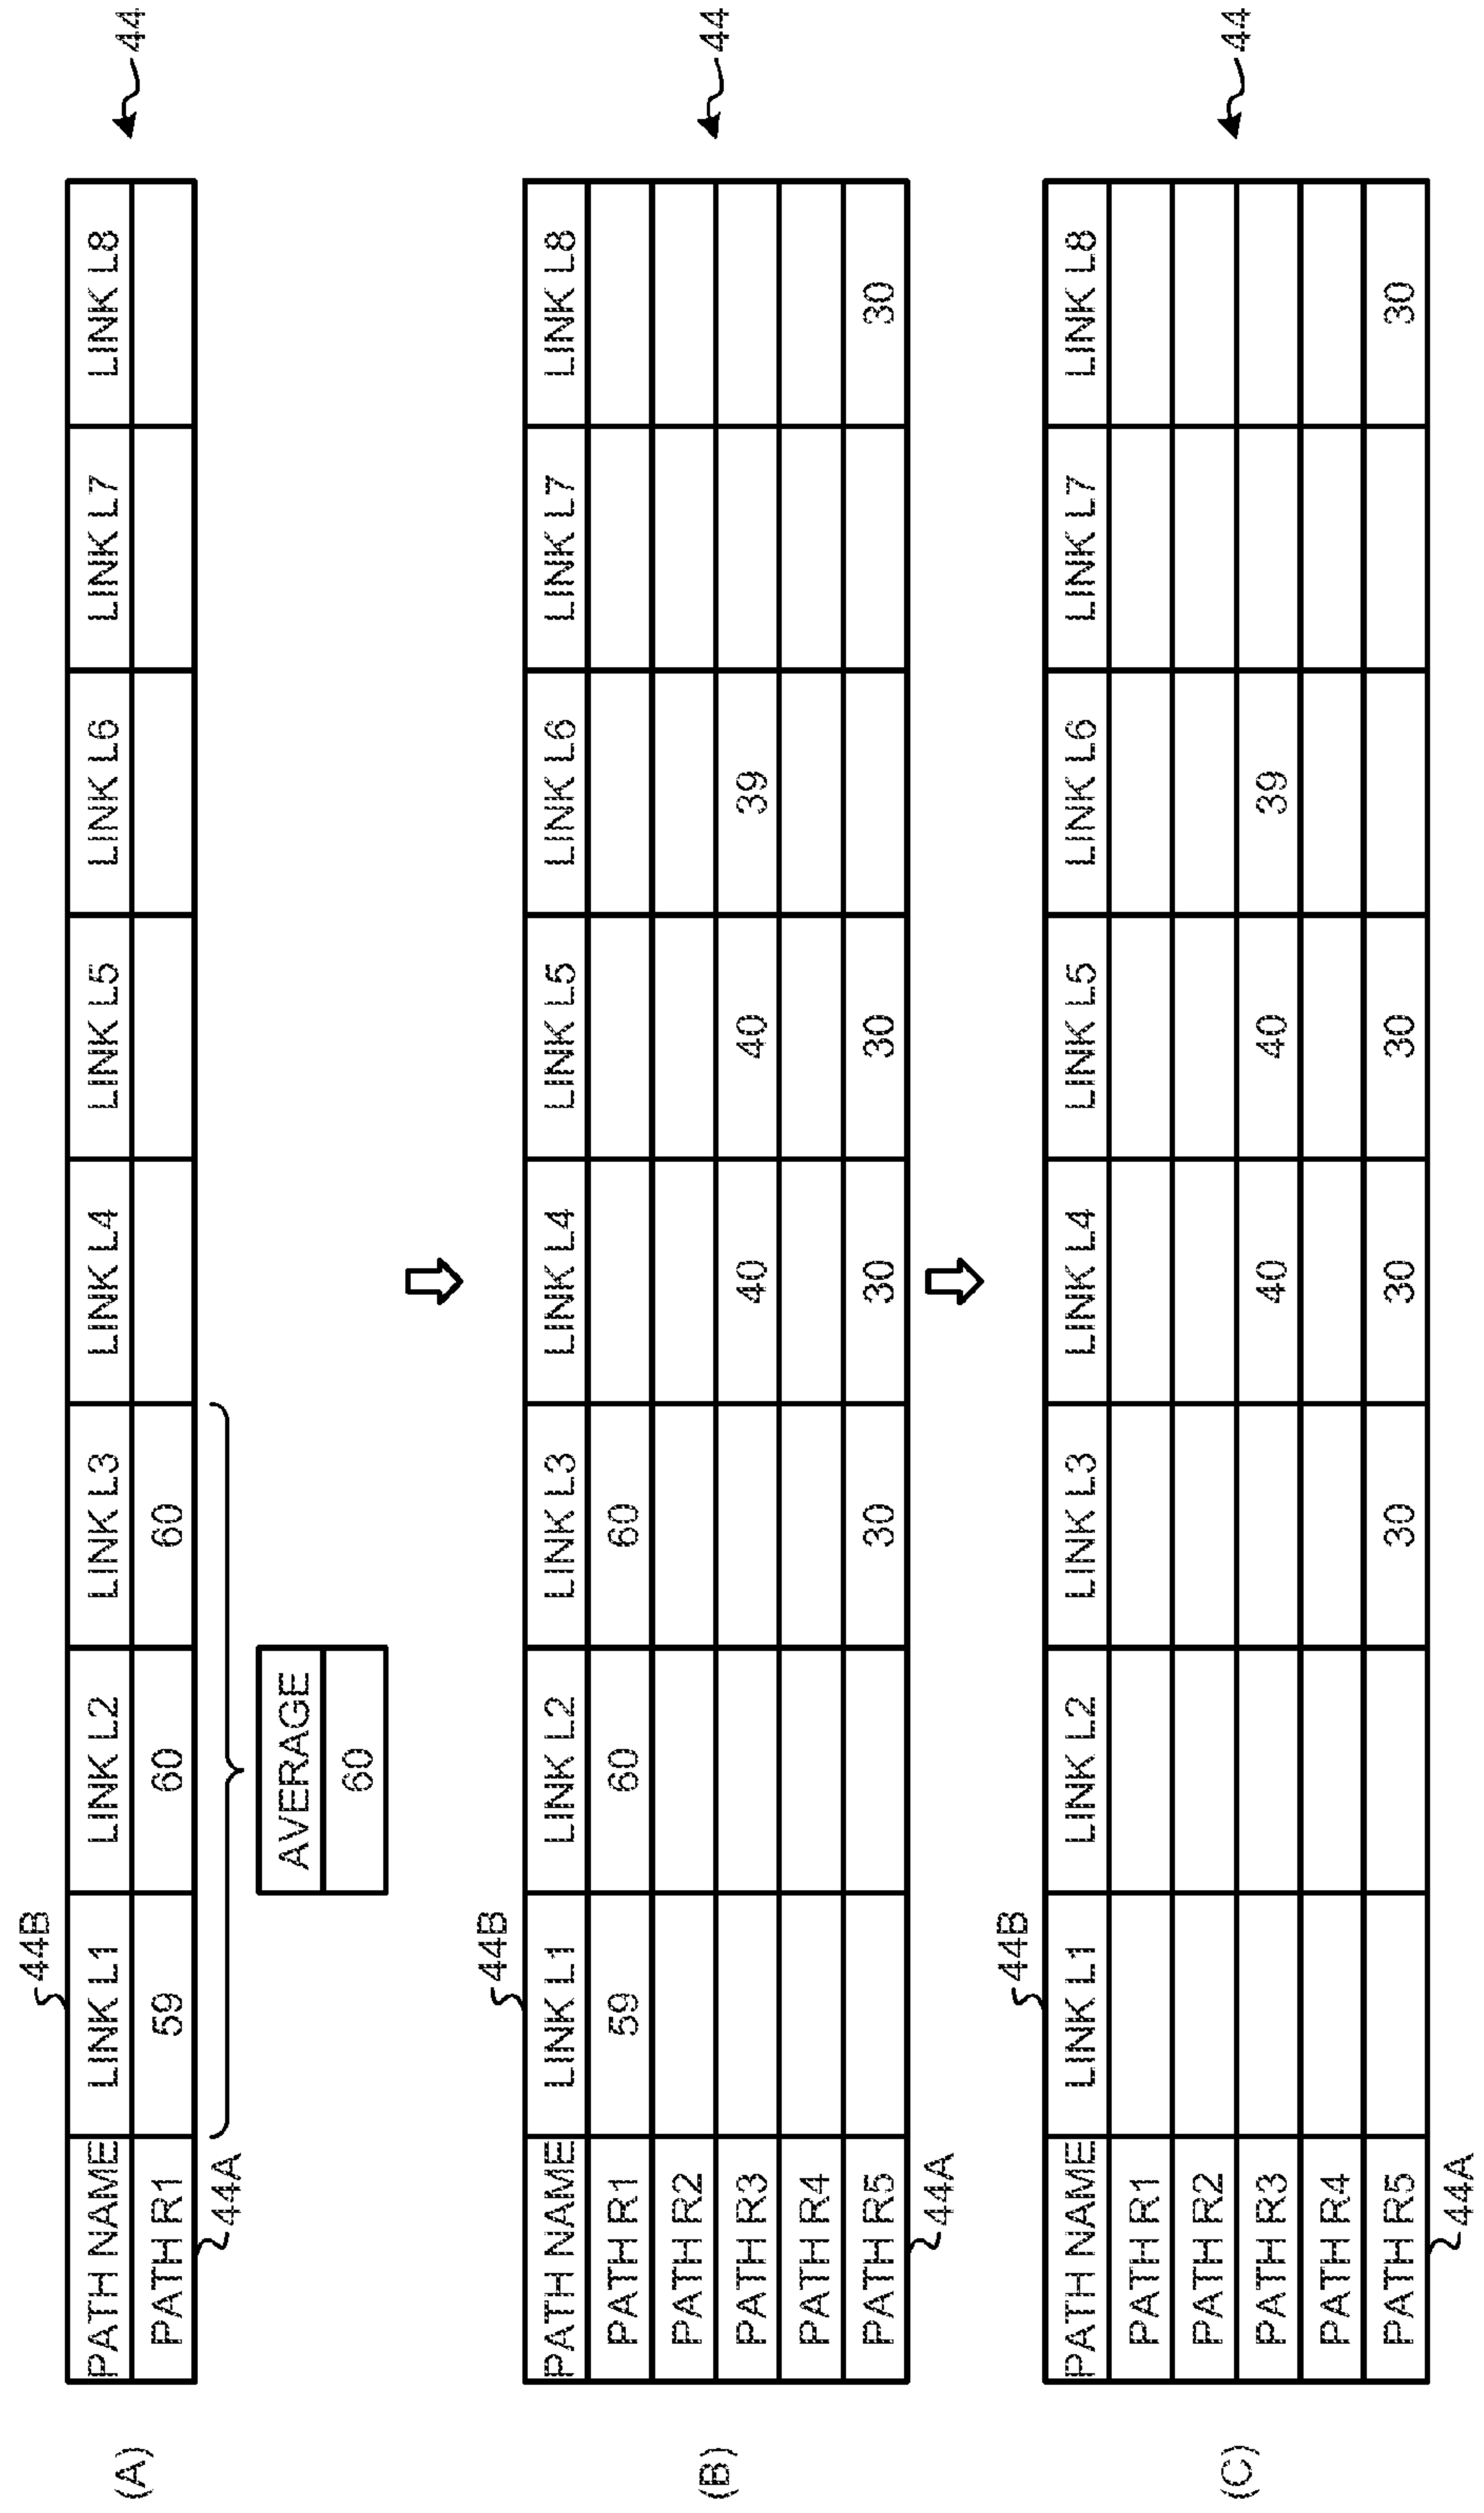 (A)
44
44B
PATH NAME LINK L1 LINK L2 LINK L3 LINK L4 LINK L5 LINK L6 LINK L7 LINK L8
PATH R1 59 60 60
44A
AVERAGE
60
(B)
44
44B
PATH NAME LINK L1 LINK L2 LINK L3 LINK L4 LINK L5 LINK L6 LINK L7 LINK L8
PATH R1 59 60 60
PATH R2
PATH R3 40 40 39
PATH R4
PATH R5 30 30 30 30
44A
(C)
44
44B
PATH NAME LINK L1 LINK L2 LINK L3 LINK L4 LINK L5 LINK L6 LINK L7 LINK L8
PATH R1
PATH R2
PATH R3 40 40 39
PATH R4
PATH R5 30 30 30 30
44A